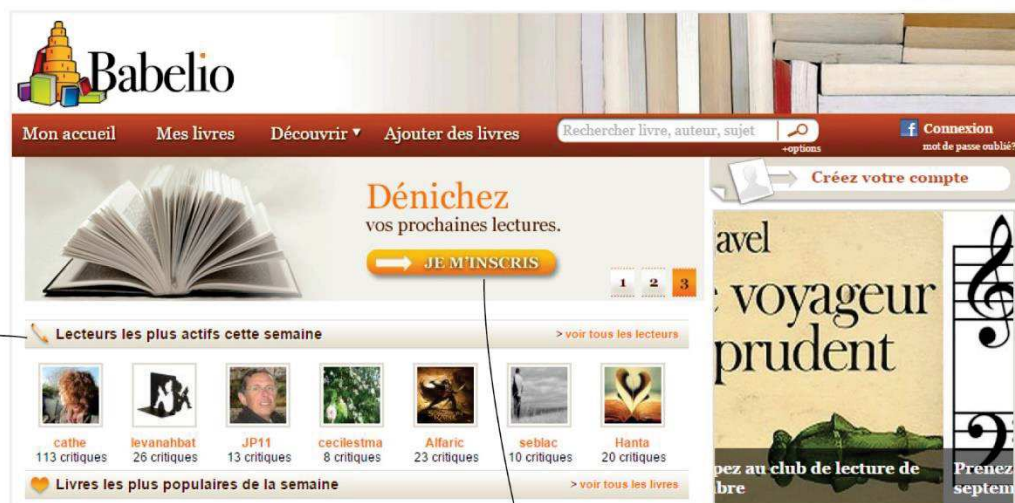 Babelio
Mon accueil Mes livres Découvrir ▼ Ajouter des livres Rechercher livre, auteur, sujet Connexion
+options mot de passe oublié?
Créez votre compte
Dénichez
vos prochaines lectures.
JE M'INSCRIS
1 2 3
avel
voyageur
prudent
pez au club de lecture de
bre
Prenez
septem
Lecteurs les plus actifs cette semaine > voir tous les lecteurs
cathe levanahbat JP11 cecilestma Alfaric seblac Hanta
113 critiques 26 critiques 13 critiques 8 critiques 23 critiques 10 critiques 20 critiques
Livres les plus populaires de la semaine > voir tous les livres